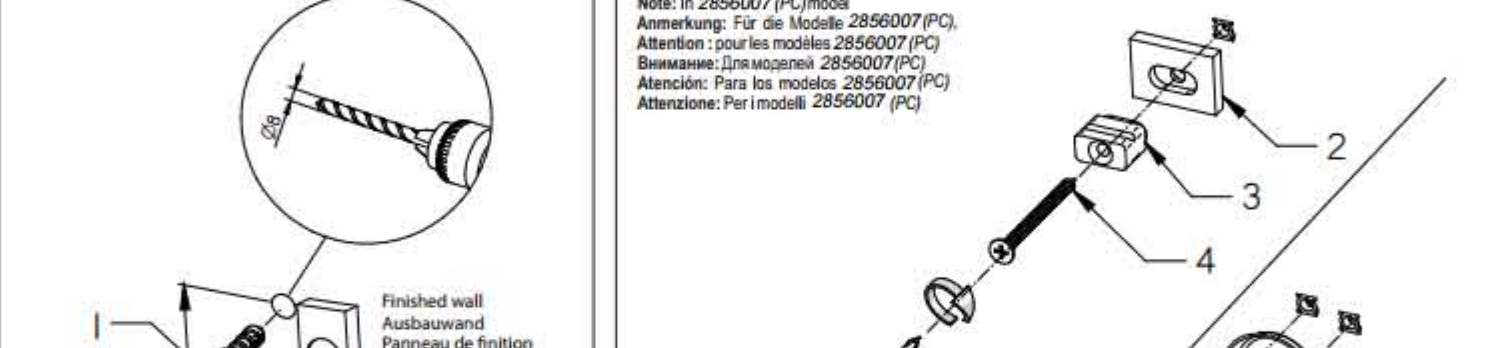 Note: In 2856007 (PC) model
Anmerkung: Für die Modelle 2856007 (PC),
Attention : pour les modèles 2856007 (PC)
Внимание: Для моделей 2856007 (PC)
Atención: Para los modelos 2856007 (PC)
Attenzione: Per i modelli 2856007 (PC)
Ø8
2
3
4
1
Finished wall
Ausbauwand
Panneau de finition